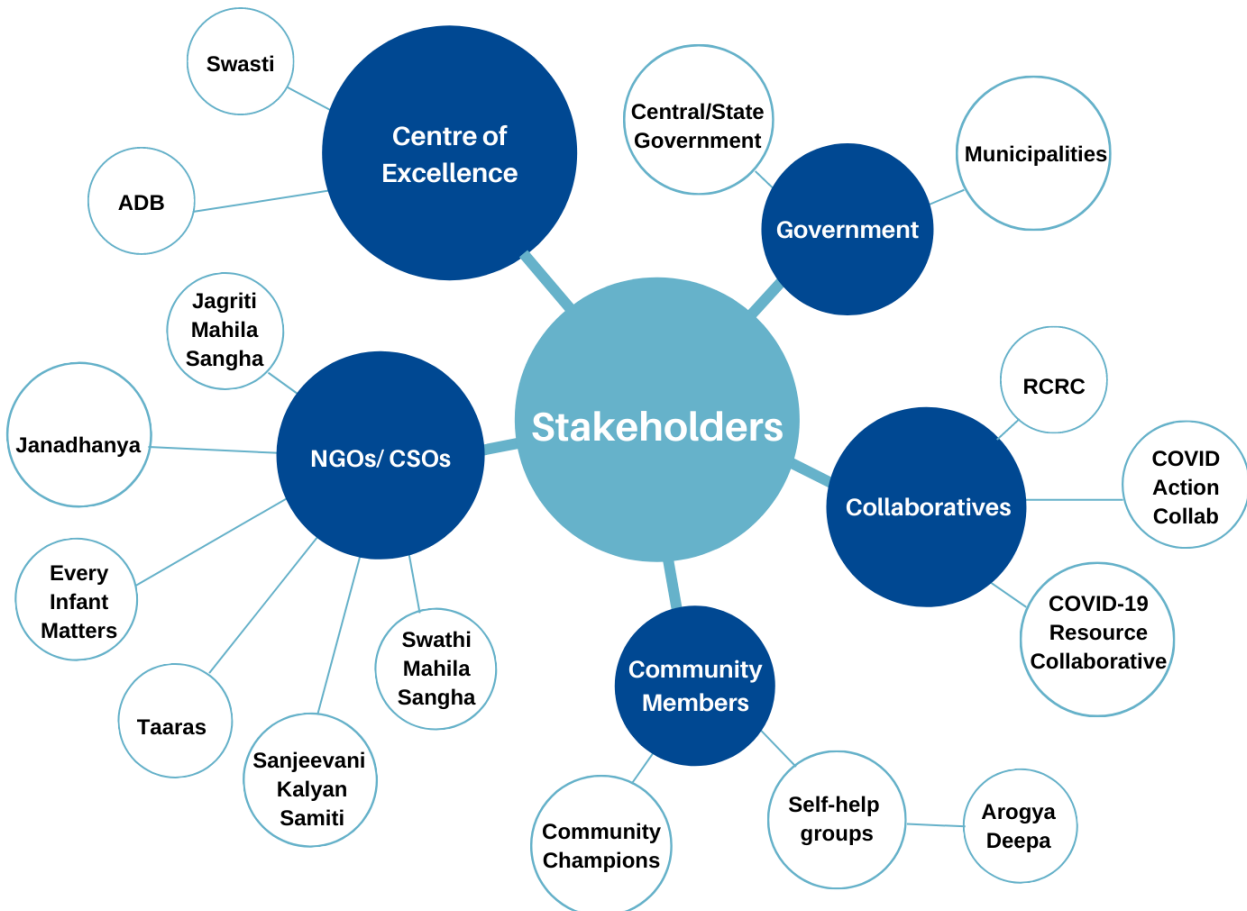 Swasti
Centre of
Excellence
ADB
Central/State
Government
Municipalities
Government
Stakeholders
Jagriti
Mahila
Sangha
Janadhanya
NGOs/ CSOs
Every
Infant
Matters
Taaras
Sanjeevani
Kalyan
Samiti
Swathi
Mahila
Sangha
RCRC
COVID
Action
Collab
Collaboratives
COVID-19
Resource
Collaborative
Community
Members
Community
Champions
Self-help
groups
Arogya
Deepa